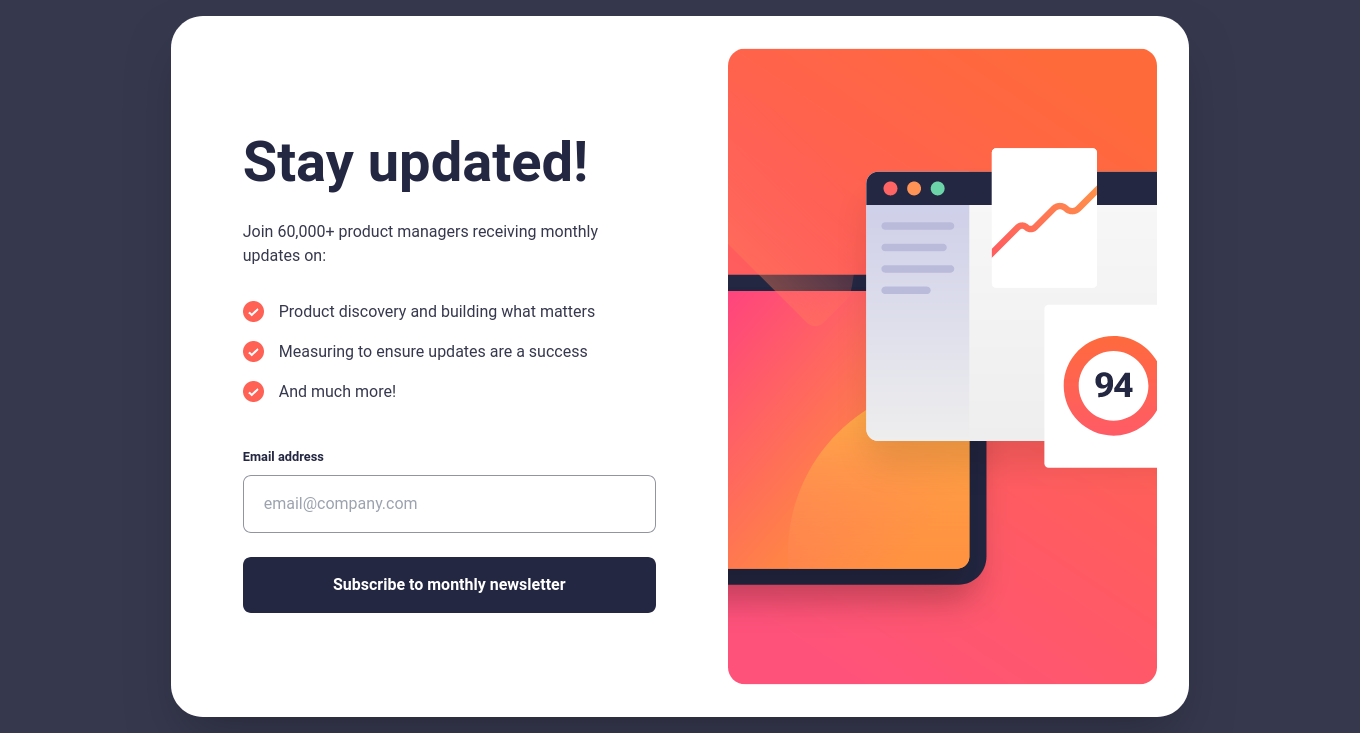 Stay updated!
Join 60,000+ product managers receiving monthly
updates on:
Product discovery and building what matters
Measuring to ensure updates are a success
And much more!
Email address
email@company.com
Subscribe to monthly newsletter
94